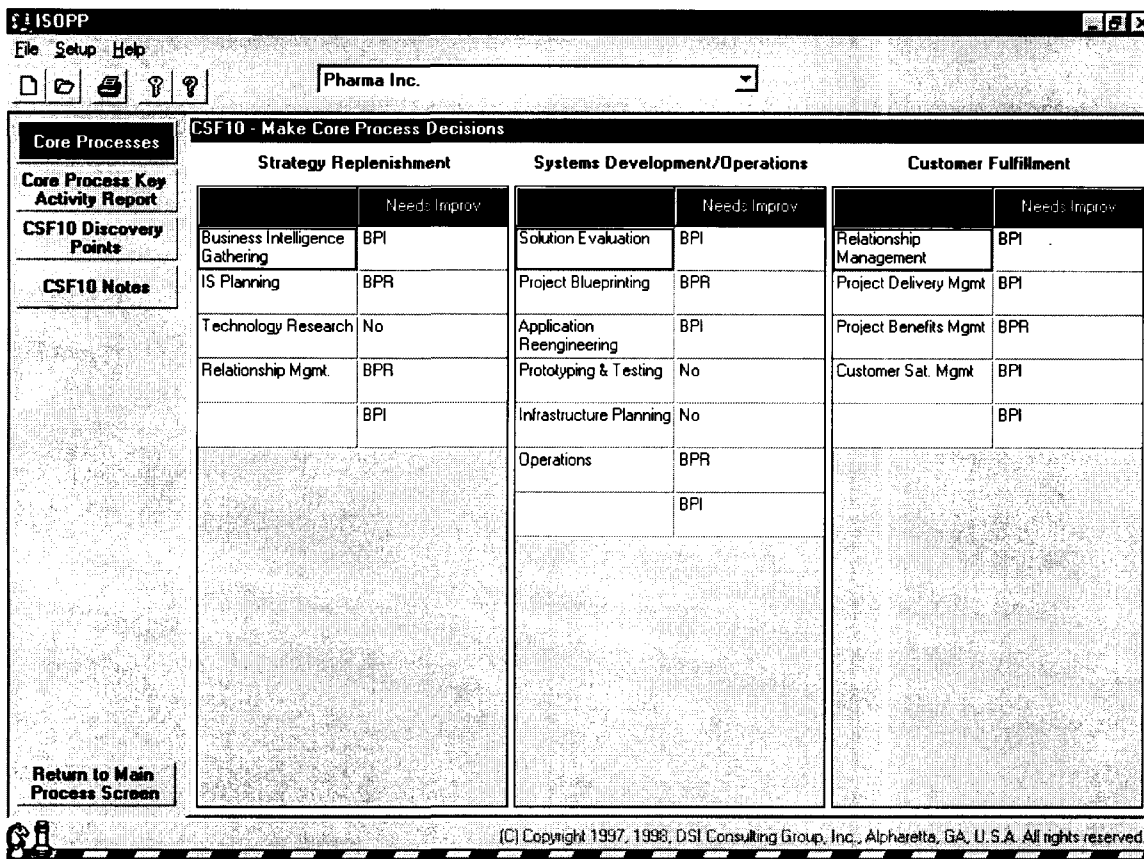 ISOPP
File Setup Help
Pharma Inc.
Core Processes
Core Process Key
Activity Report
CSF10 Discovery
Points
CSF10 Notes
Return to Main
Process Screen
CSF10 - Make Core Process Decisions
Strategy Replenishment
Needs Improv
Business Intelligence BPI
Gathering
IS Planning BPR
Technology Research No
Relationship Mgmt. BPR
BPI
Systems Development/Operations
Needs Improv
Solution Evaluation BPI
Project Blueprinting BPR
Application BPI
Reengineering
Prototyping & Testing No
Infrastructure Planning No
Operations BPR
BPI
Customer Fulfillment
Needs Improv
Relationship BPI
Management
Project Delivery Mgmt BPI
Project Benefits Mgmt BPR
Customer Sat. Mgmt BPI
BPI
(C) Copyright 1997, 1998, DSI Consulting Group, Inc., Alpharetta, GA, U.S.A. All rights reserved